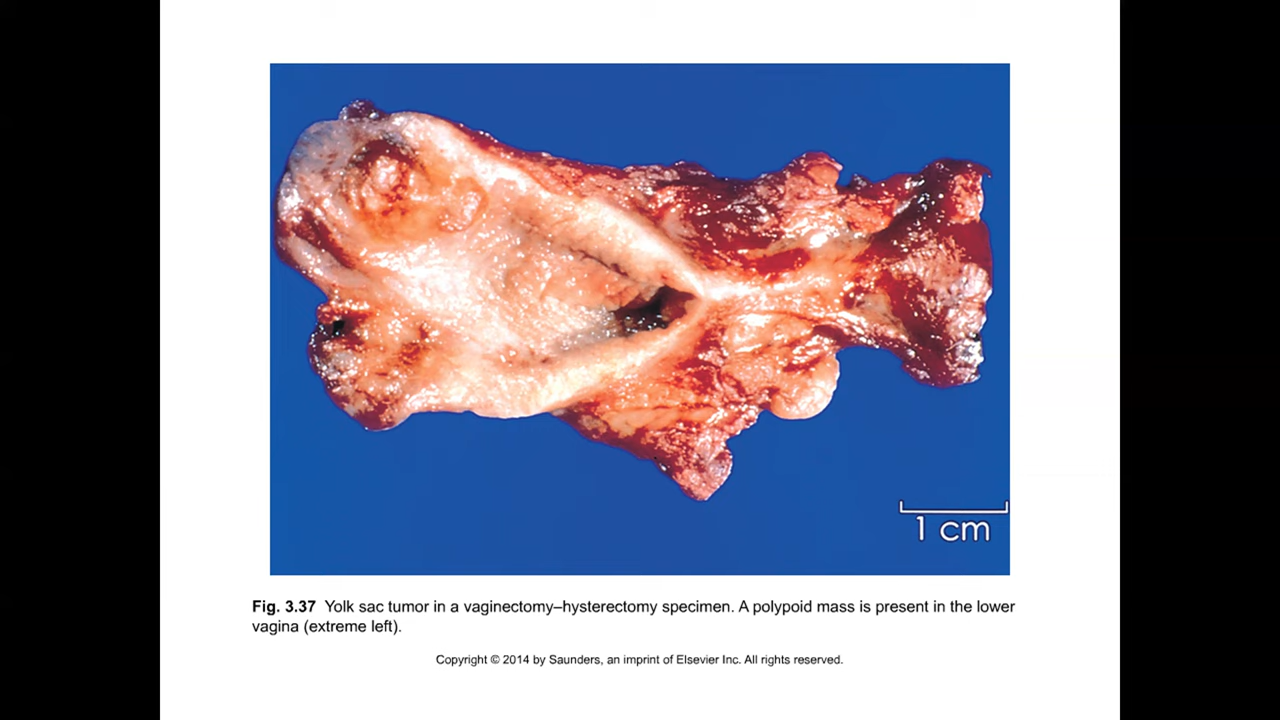 1 cm
Fig. 3.37 Yolk sac tumor in a vaginectomy–hysterectomy specimen. A polypoid mass is present in the lower
vagina (extreme left).
Copyright © 2014 by Saunders, an imprint of Elsevier Inc. All rights reserved.